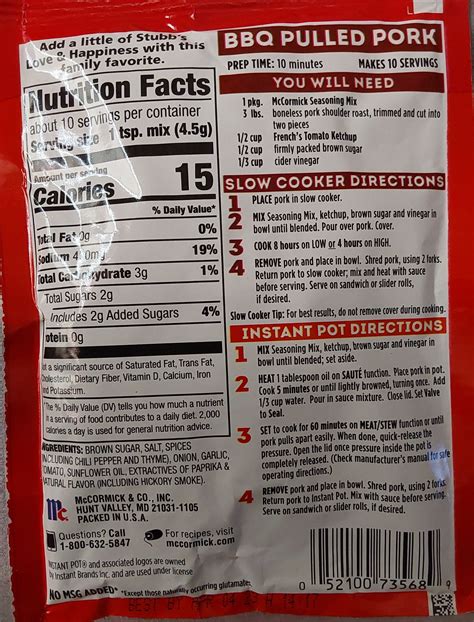 Add a little of Stubb's
Love & Happiness with this
family favorite.
Nutrition Facts
about 10 servings per container
Serving size 1 tsp. mix (4.5g)
Amount per serving
Calories 15
% Daily Value*
Total Fat 0g 0%
Sodium 4 0mg 19%
Total Carbohydrate 3g 1%
Total Sugars 2g
Includes 2g Added Sugars 4%
otein 0g
ot a significant source of Saturated Fat, Trans Fat,
Cholesterol, Dietary Fiber, Vitamin D, Calcium, Iron
nd Potassium.
*The % Daily Value (DV) tells you how much a nutrient
in a serving of food contributes to a daily diet. 2,000
calories a day is used for general nutrition advice.
INGREDIENTS: BROWN SUGAR, SALT, SPICES
(INCLUDING CHILI PEPPER AND THYME), ONION, GARLIC,
TOMATO, SUNFLOWER OIL, EXTRACTIVES OF PAPRIKA &
NATURAL FLAVOR (INCLUDING HICKORY SMOKE).
Mc
McCORMICK & CO., INC.
HUNT VALLEY, MD 21031-1105
PACKED IN U.S.A.
Questions? Call
1-800-632-5847
For recipes, visit
mccormick.com
INSTANT POT® and associated logos are owned
by Instant Brands Inc. and are used under license
NO MSG ADDED* *Except those naturally occurring glutamates
BBQ PULLED PORK
PREP TIME: 10 minutes MAKES 10 SERVINGS
YOU WILL NEED
1 pkg. McCormick Seasoning Mix
3 lbs. boneless pork shoulder roast, trimmed and cut into
two pieces
1/2 cup French's Tomato Ketchup
1/2 cup firmly packed brown sugar
1/3 cup cider vinegar
SLOW COOKER DIRECTIONS
1 PLACE pork in slow cooker.
2 MIX Seasoning Mix, ketchup, brown sugar and vinegar in
bowl until blended. Pour over pork. Cover.
3 COOK 8 hours on LOW or 4 hours on HIGH.
4 REMOVE pork and place in bowl. Shred pork, using 2 forks.
Return pork to slow cooker; mix and heat with sauce
before serving. Serve on sandwich or slider rolls,
if desired.
Slow Cooker Tip: For best results, do not remove cover during cooking.
INSTANT POT DIRECTIONS
1 MIX Seasoning Mix, ketchup, brown sugar and vinegar in
bowl until blended; set aside.
2 HEAT 1 tablespoon oil on SAUTÉ function. Place pork in pot.
Cook 5 minutes or until lightly browned, turning once. Add
1/3 cup water. Pour in sauce mixture. Close lid. Set Valve
to Seal.
3 SET to cook for 60 minutes on MEAT/STEW function or until
pork pulls apart easily. When done, quick-release the
pressure. Open the lid once pressure inside the pot is
completely released. (Check manufacturer's manual for safe
operating directions.)
4 REMOVE pork and place in bowl. Shred pork, using 2 forks.
Return to Instant Pot. Mix with sauce before serving.
Serve on sandwich or slider rolls, if desired.
0 52100 73568 9
BEST BY APR 04